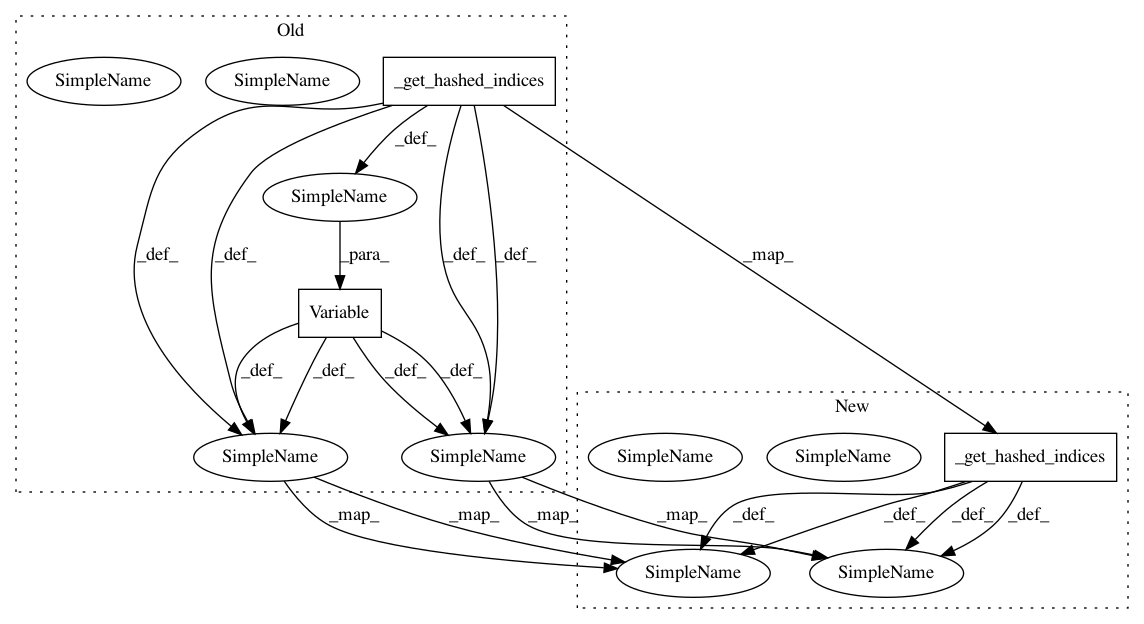 Old
SimpleName
SimpleName
_get_hashed_indices
_def_
SimpleName
_def_
_def_
_para_
_def_
_def_
_map_
Variable
_def_
_def_
_def_
_def_
New
SimpleName
SimpleName
SimpleName
SimpleName
_get_hashed_indices
_map_
_map_
_map_
_map_
_def_
_def_
_def_
_def_
SimpleName
SimpleName